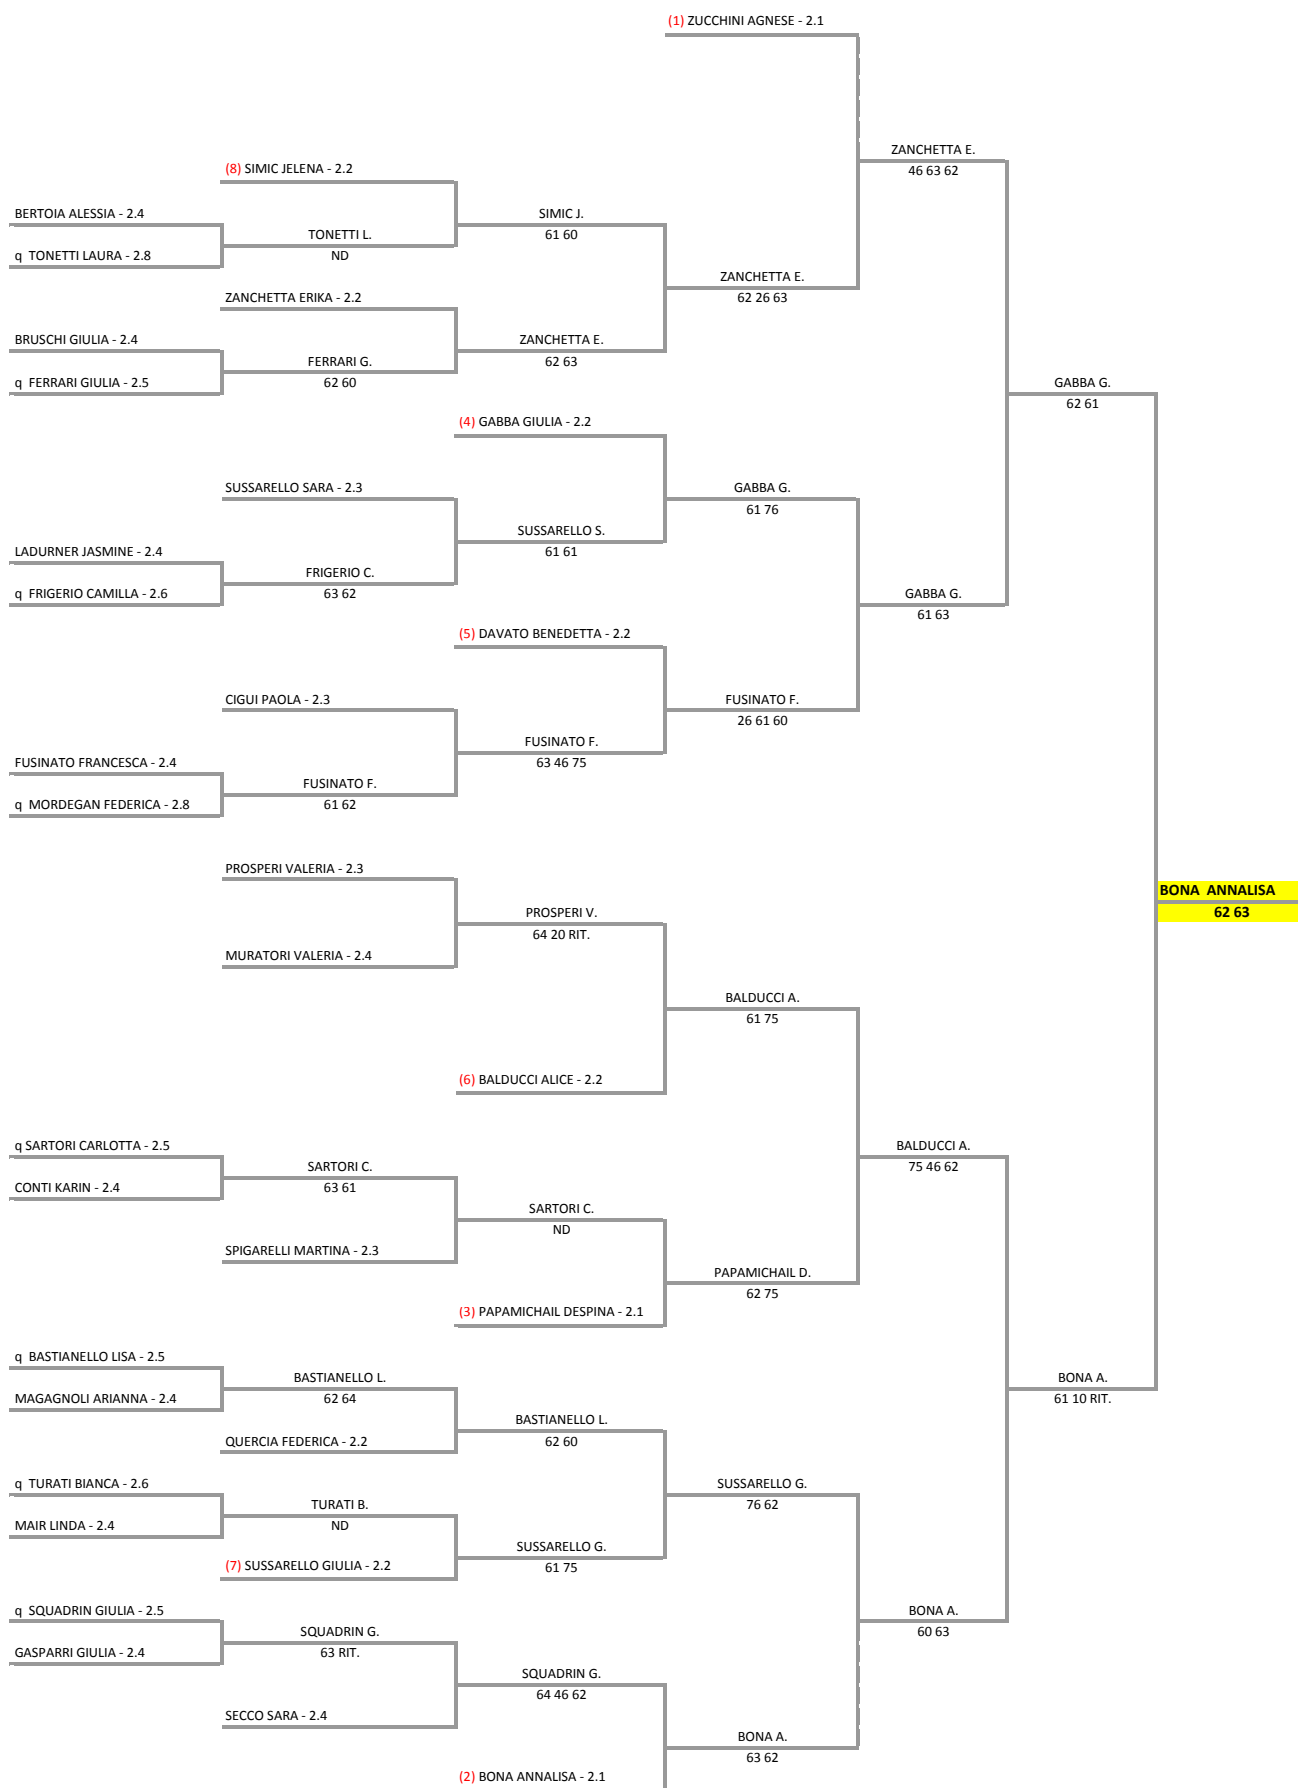 (1) ZUCCHINI AGNESE - 2.1
ZANCHETTA E.
46 63 62
(8) SIMIC JELENA - 2.2
BERTOIA ALESSIA - 2.4
SIMIC J.
TONETTI L.
61 60
q TONETTI LAURA - 2.8
ND
ZANCHETTA E.
ZANCHETTA ERIKA - 2.2
62 26 63
BRUSCHI GIULIA - 2.4
ZANCHETTA E.
FERRARI G.
62 63
q FERRARI GIULIA - 2.5
62 60
GABBA G.
62 61
(4) GABBA GIULIA - 2.2
SUSSARELLO SARA - 2.3
GABBA G.
61 76
SUSSARELLO S.
LADURNER JASMINE - 2.4
61 61
FRIGERIO C.
q FRIGERIO CAMILLA - 2.6
63 62
GABBA G.
61 63
(5) DAVATO BENEDETTA - 2.2
CIGUI PAOLA - 2.3
FUSINATO F.
26 61 60
FUSINATO F.
FUSINATO FRANCESCA - 2.4
63 46 75
FUSINATO F.
q MORDEGAN FEDERICA - 2.8
61 62
PROSPERI VALERIA - 2.3
BONA ANNALISA
62 63
PROSPERI V.
64 20 RIT.
MURATORI VALERIA - 2.4
BALDUCCI A.
61 75
(6) BALDUCCI ALICE - 2.2
q SARTORI CARLOTTA - 2.5
BALDUCCI A.
SARTORI C.
75 46 62
CONTI KARIN - 2.4
63 61
SARTORI C.
ND
SPIGARELLI MARTINA - 2.3
PAPAMICHAIL D.
62 75
(3) PAPAMICHAIL DESPINA - 2.1
q BASTIANELLO LISA - 2.5
BASTIANELLO L.
BONA A.
MAGAGNOLI ARIANNA - 2.4
62 64
61 10 RIT.
BASTIANELLO L.
QUERCIA FEDERICA - 2.2
62 60
q TURATI BIANCA - 2.6
SUSSARELLO G.
TURATI B.
76 62
MAIR LINDA - 2.4
ND
SUSSARELLO G.
(7) SUSSARELLO GIULIA - 2.2
61 75
q SQUADRIN GIULIA - 2.5
BONA A.
SQUADRIN G.
60 63
GASPARRI GIULIA - 2.4
63 RIT.
SQUADRIN G.
64 46 62
SECCO SARA - 2.4
BONA A.
63 62
(2) BONA ANNALISA - 2.1